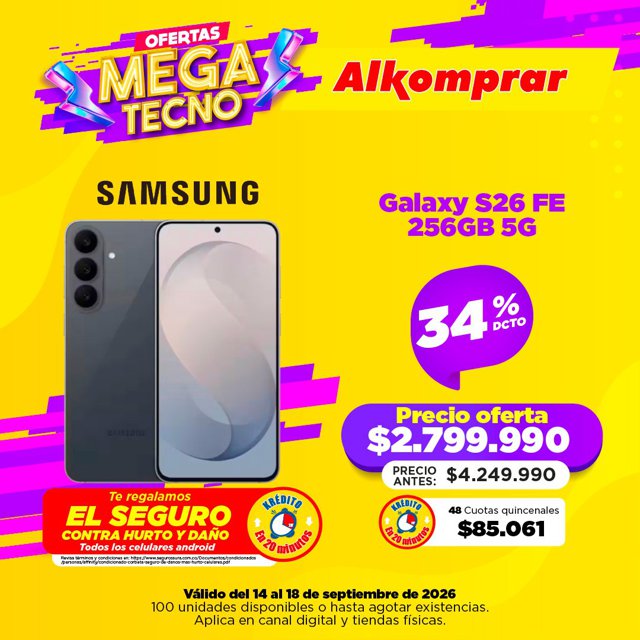 OFERTAS
MEGA
TECNO
Alkomprar
SAMSUNG
Galaxy S26 FE
256GB 5G
34%
DCTO
Precio oferta
$2.799.990
PRECIO
ANTES: $4.249.990
48 Cuotas quincenales
$85.061
KRÉDITO
En 20 minutos
Te regalamos
EL SEGURO
CONTRA HURTO Y DAÑO
Todos los celulares android
KRÉDITO
En 20 minutos
SAMSUNG
Válido del 14 al 18 de septiembre de 2026
100 unidades disponibles o hasta agotar existencias.
Aplica en canal digital y tiendas físicas.